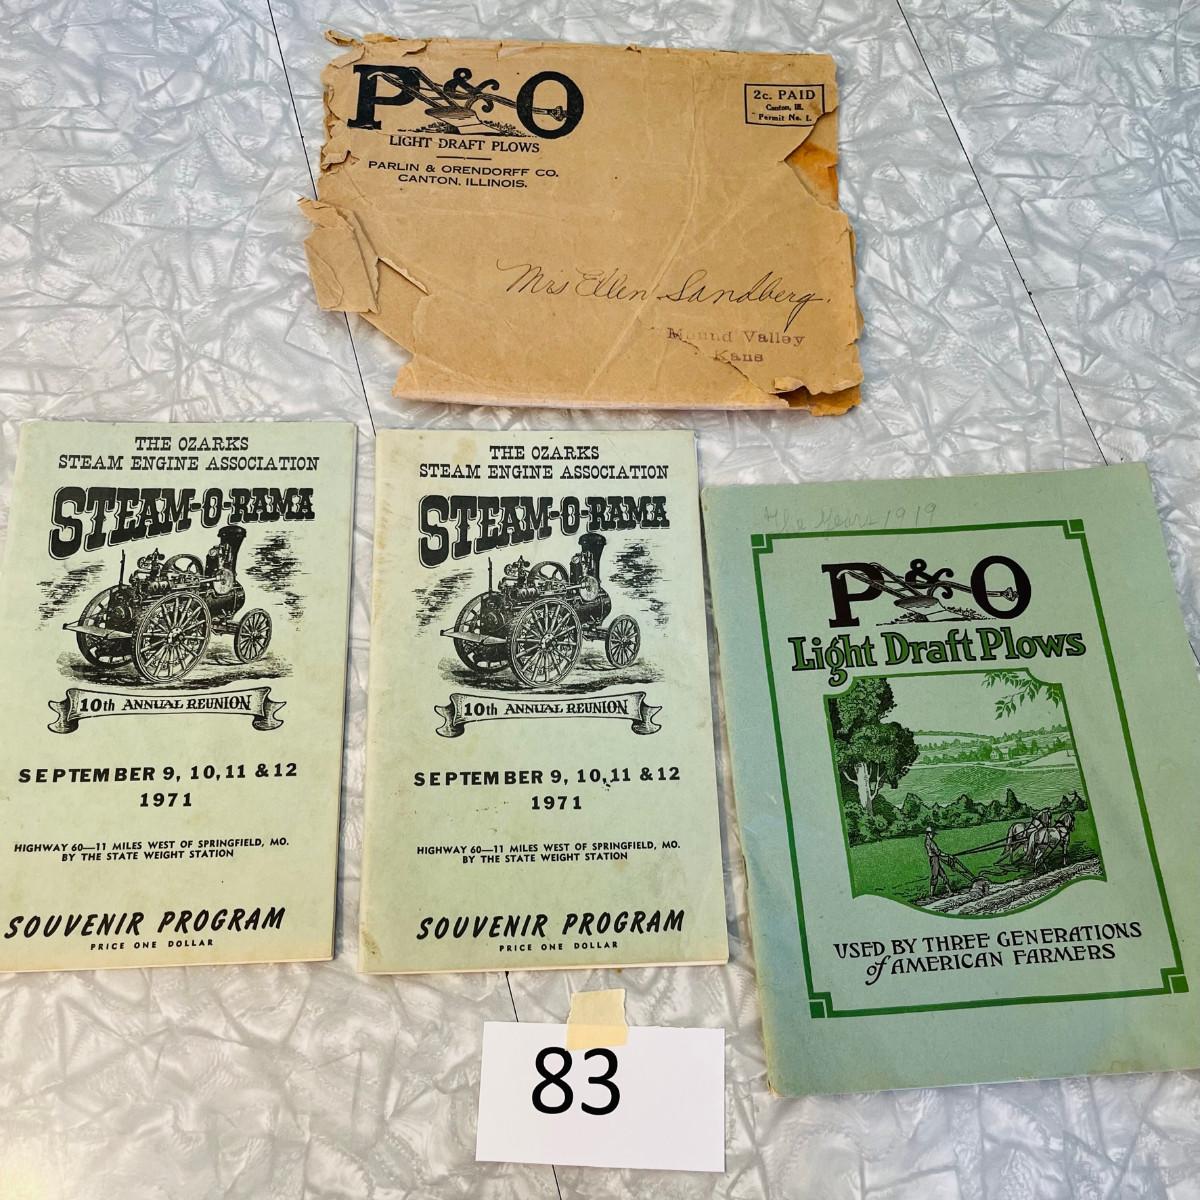 P&O
LIGHT DRAFT PLOWS
PARLIN & ORENDORFF CO.
CANTON, ILLINOIS.
2c. PAID
Canton, Ill.
Permit No. 1.
Mrs Ellen Sandberg.
Mound Valley
Kans
THE OZARKS
STEAM ENGINE ASSOCIATION
STEAM-O-RAMA
10th ANNUAL REUNION
SEPTEMBER 9, 10, 11 & 12
1971
HIGHWAY 60—11 MILES WEST OF SPRINGFIELD, MO.
BY THE STATE WEIGHT STATION
SOUVENIR PROGRAM
PRICE ONE DOLLAR
THE OZARKS
STEAM ENGINE ASSOCIATION
STEAM-O-RAMA
10th ANNUAL REUNION
SEPTEMBER 9, 10, 11 & 12
1971
HIGHWAY 60—11 MILES WEST OF SPRINGFIELD, MO.
BY THE STATE WEIGHT STATION
SOUVENIR PROGRAM
PRICE ONE DOLLAR
The Years 1919
P&O
Light Draft Plows
USED BY THREE GENERATIONS
of AMERICAN FARMERS
83